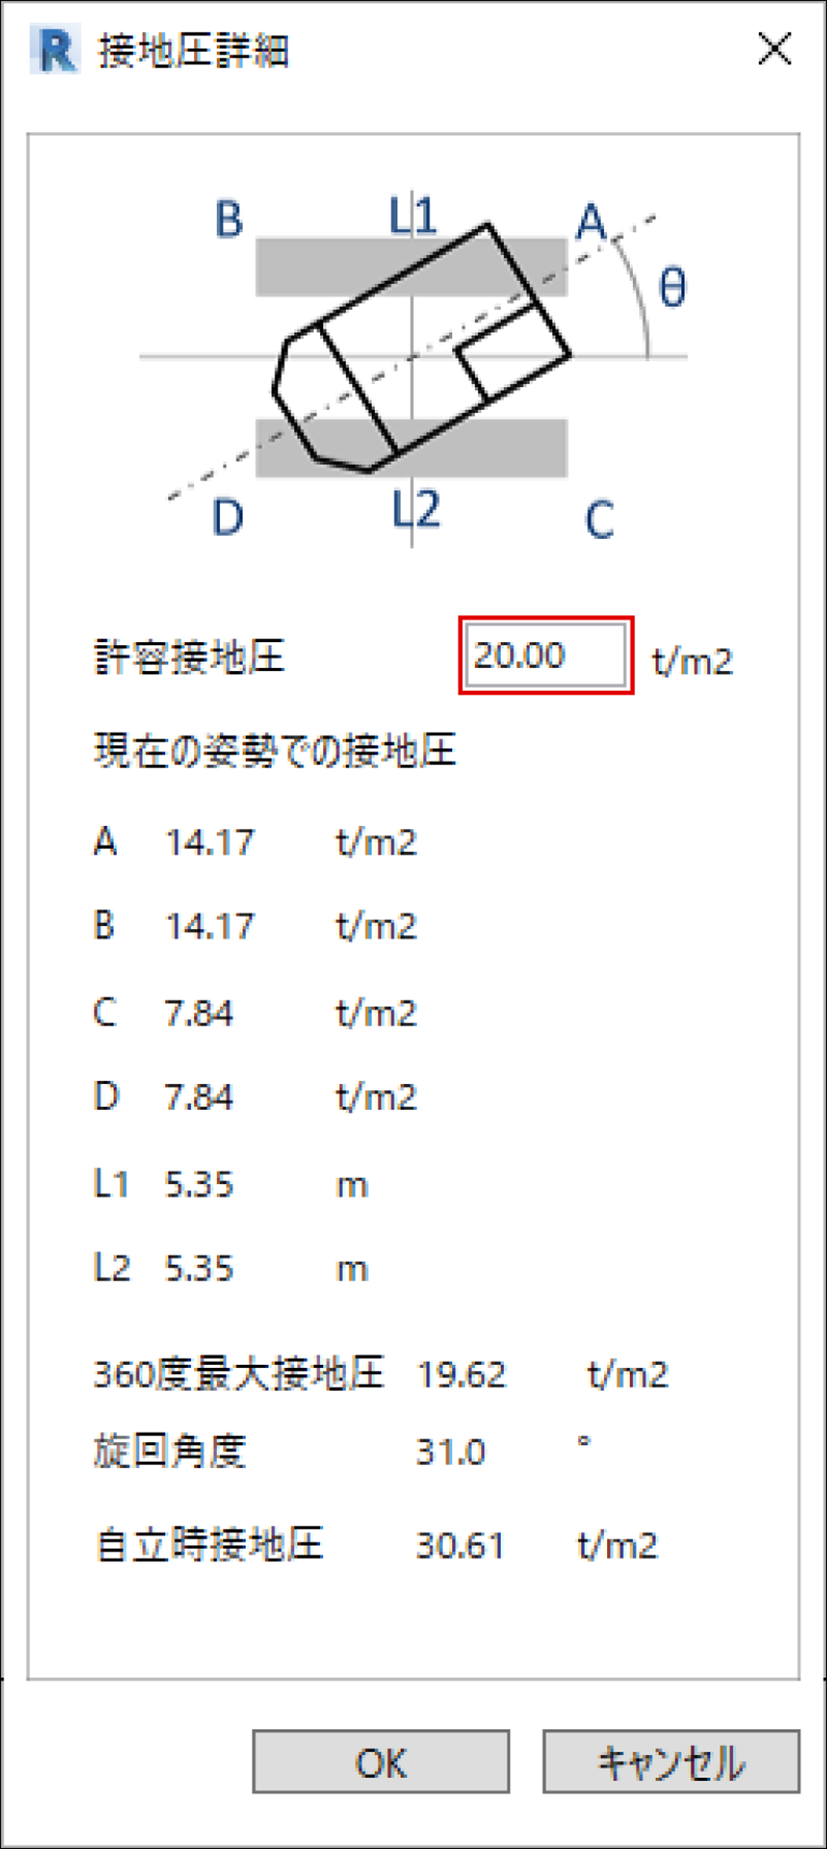 R 接地圧詳細
B L1 A
θ
D L2 C
許容接地圧 20.00 t/m2
現在の姿勢での接地圧
A 14.17 t/m2
B 14.17 t/m2
C 7.84 t/m2
D 7.84 t/m2
L1 5.35 m
L2 5.35 m
360度最大接地圧 19.62 t/m2
旋回角度 31.0 °
自立時接地圧 30.61 t/m2
OK キャンセル